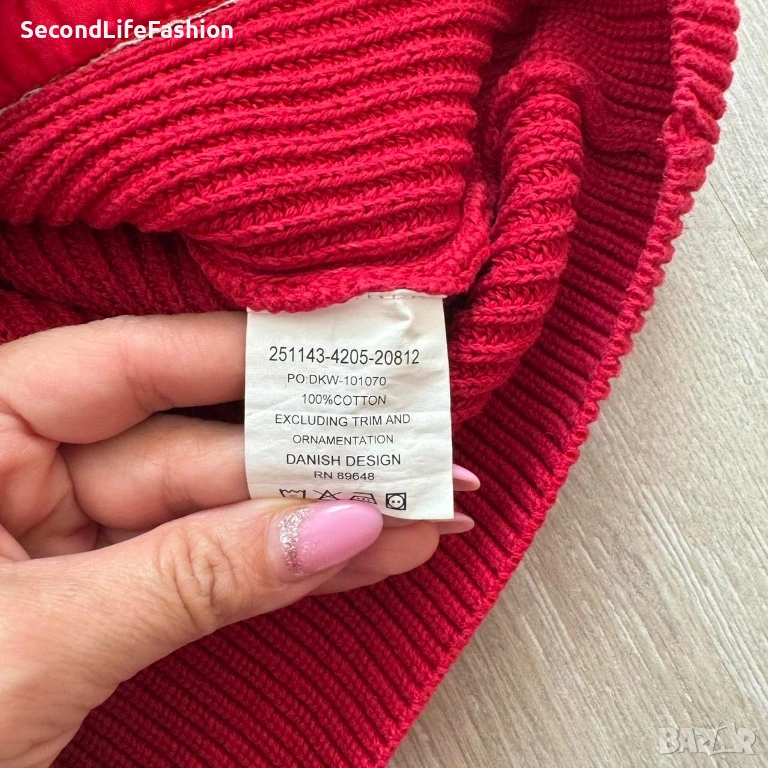 SecondLifeFashion
251143-4205-20812
PO:DKW-101070
100%COTTON
EXCLUDING TRIM AND
ORNAMENTATION
DANISH DESIGN
RN 89648
BAZAR